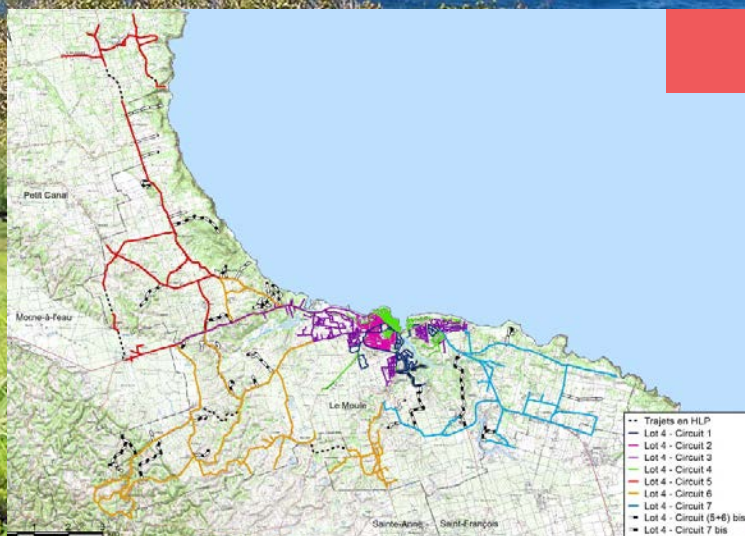 Petit Canal
Morne-à-l'eau
Le Moule
Sainte-Anne
Saint-François
Trajets en HLP
Lot 4 - Circuit 1
Lot 4 - Circuit 2
Lot 4 - Circuit 3
Lot 4 - Circuit 4
Lot 4 - Circuit 5
Lot 4 - Circuit 6
Lot 4 - Circuit 7
Lot 4 - Circuit (5+6) bis
Lot 4 - Circuit 7 bis